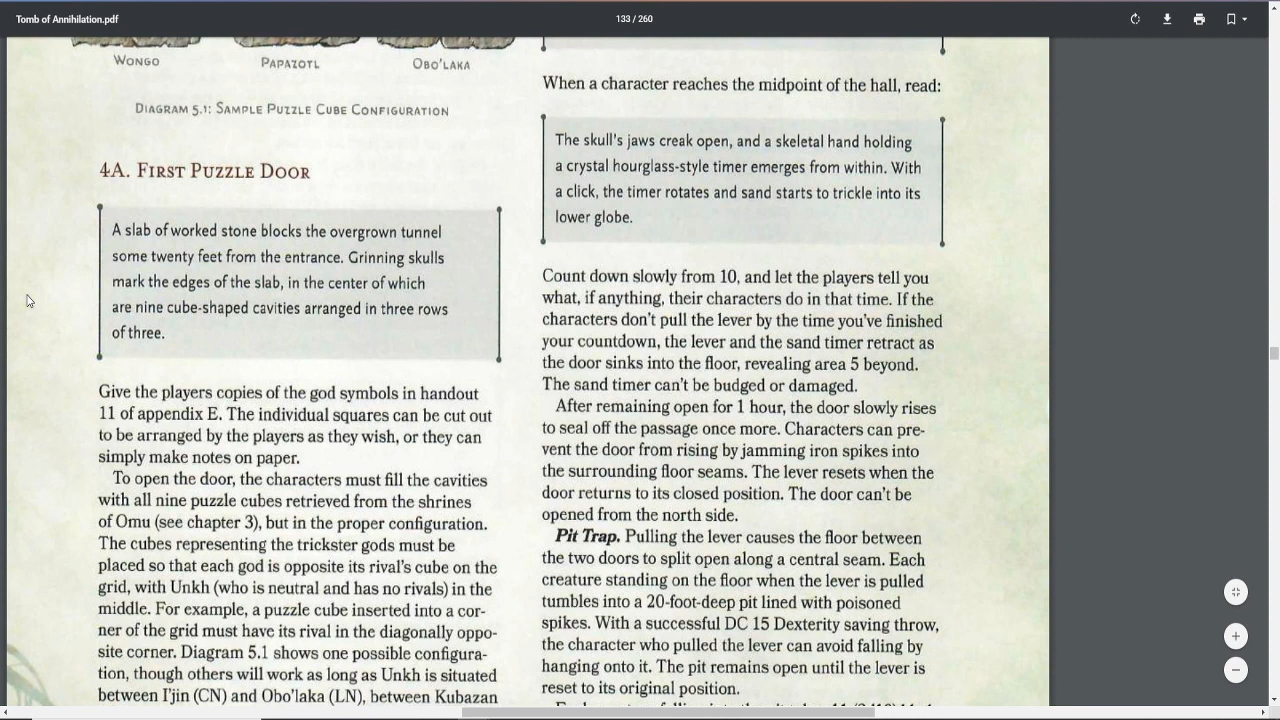 Tomb of Annihilation.pdf
133 / 260
Wongo
Papazotl
Obo'laka
Diagram 5.1: Sample Puzzle Cube Configuration
4A. First Puzzle Door
A slab of worked stone blocks the overgrown tunnel
some twenty feet from the entrance. Grinning skulls
mark the edges of the slab, in the center of which
are nine cube-shaped cavities arranged in three rows
of three.
Give the players copies of the god symbols in handout
11 of appendix E. The individual squares can be cut out
to be arranged by the players as they wish, or they can
simply make notes on paper.
To open the door, the characters must fill the cavities
with all nine puzzle cubes retrieved from the shrines
of Omu (see chapter 3), but in the proper configuration.
The cubes representing the trickster gods must be
placed so that each god is opposite its rival's cube on the
grid, with Unkh (who is neutral and has no rivals) in the
middle. For example, a puzzle cube inserted into a cor-
ner of the grid must have its rival in the diagonally oppo-
site corner. Diagram 5.1 shows one possible configura-
tion, though others will work as long as Unkh is situated
between I'jin (CN) and Obo'laka (LN), between Kubazan
When a character reaches the midpoint of the hall, read:
The skull's jaws creak open, and a skeletal hand holding
a crystal hourglass-style timer emerges from within. With
a click, the timer rotates and sand starts to trickle into its
lower globe.
Count down slowly from 10, and let the players tell you
what, if anything, their characters do in that time. If the
characters don't pull the lever by the time you've finished
your countdown, the lever and the sand timer retract as
the door sinks into the floor, revealing area 5 beyond.
The sand timer can't be budged or damaged.
After remaining open for 1 hour, the door slowly rises
to seal off the passage once more. Characters can pre-
vent the door from rising by jamming iron spikes into
the surrounding floor seams. The lever resets when the
door returns to its closed position. The door can't be
opened from the north side.
Pit Trap. Pulling the lever causes the floor between
the two doors to split open along a central seam. Each
creature standing on the floor when the lever is pulled
tumbles into a 20-foot-deep pit lined with poisoned
spikes. With a successful DC 15 Dexterity saving throw,
the character who pulled the lever can avoid falling by
hanging onto it. The pit remains open until the lever is
reset to its original position.